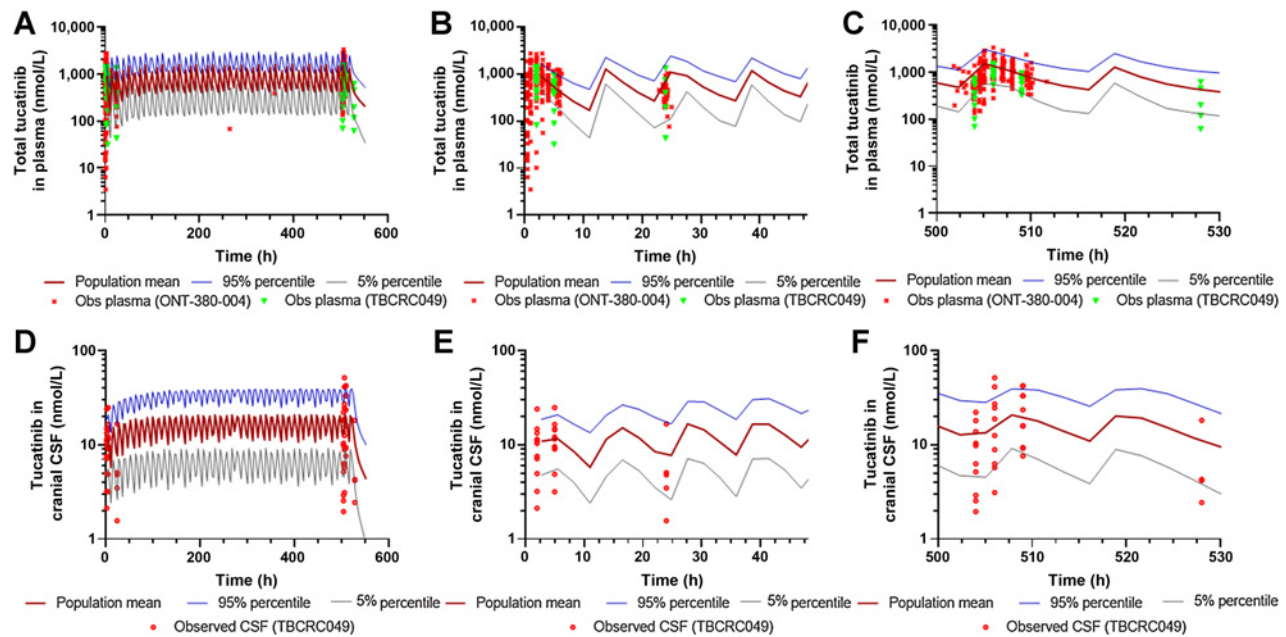 A
10,000
1,000
100
10
1
Total tucatinib
in plasma (nmol/L)
0 200 400 600
Time (h)
B
10,000
1,000
100
10
1
Total tucatinib
in plasma (nmol/L)
0 10 20 30 40
Time (h)
C
10,000
1,000
100
10
1
Total tucatinib
in plasma (nmol/L)
500 510 520 530
Time (h)
Population mean 95% percentile 5% percentile Population mean 95% percentile 5% percentile Population mean 95% percentile 5% percentile
Obs plasma (ONT-380-004) Obs plasma (TBCRC049) Obs plasma (ONT-380-004) Obs plasma (TBCRC049) Obs plasma (ONT-380-004) Obs plasma (TBCRC049)
D
100
10
1
Tucatinib in
cranial CSF (nmol/L)
0 200 400 600
Time (h)
E
100
10
1
Tucatinib in
cranial CSF (nmol/L)
0 10 20 30 40
Time (h)
F
100
10
1
Tucatinib in
cranial CSF (nmol/L)
500 510 520 530
Time (h)
Population mean 95% percentile 5% percentile Population mean 95% percentile 5% percentile Population mean 95% percentile 5% percentile
Observed CSF (TBCRC049) Observed CSF (TBCRC049) Observed CSF (TBCRC049)